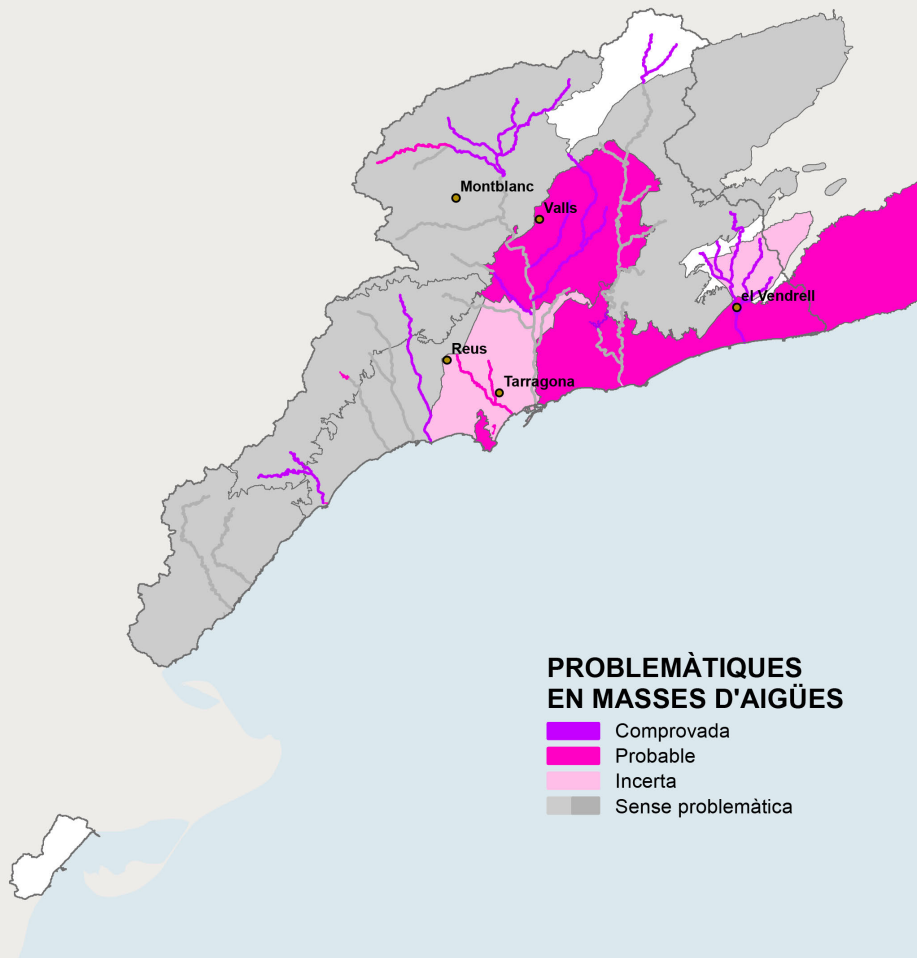 Montblanc
Valls
el Vendrell
Reus
Tarragona
PROBLEMÀTIQUES
EN MASSES D'AIGÜES
Comprovada
Probable
Incerta
Sense problemàtica